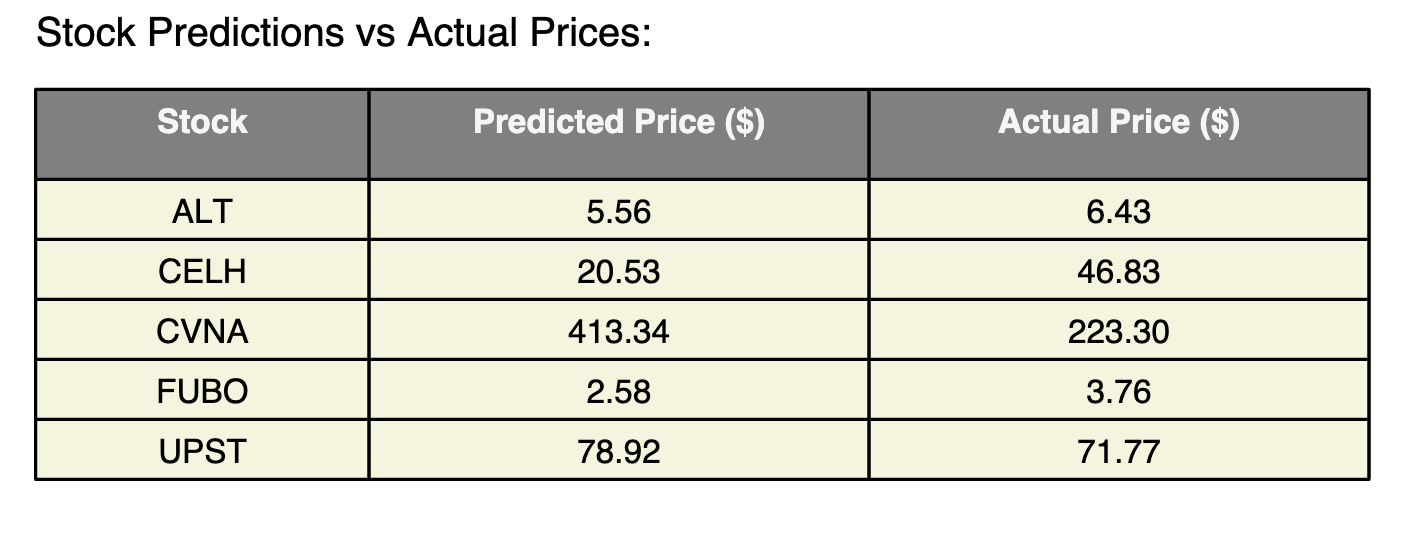 Stock Predictions vs Actual Prices:
Stock Predicted Price ($) Actual Price ($)
ALT 5.56 6.43
CELH 20.53 46.83
CVNA 413.34 223.30
FUBO 2.58 3.76
UPST 78.92 71.77